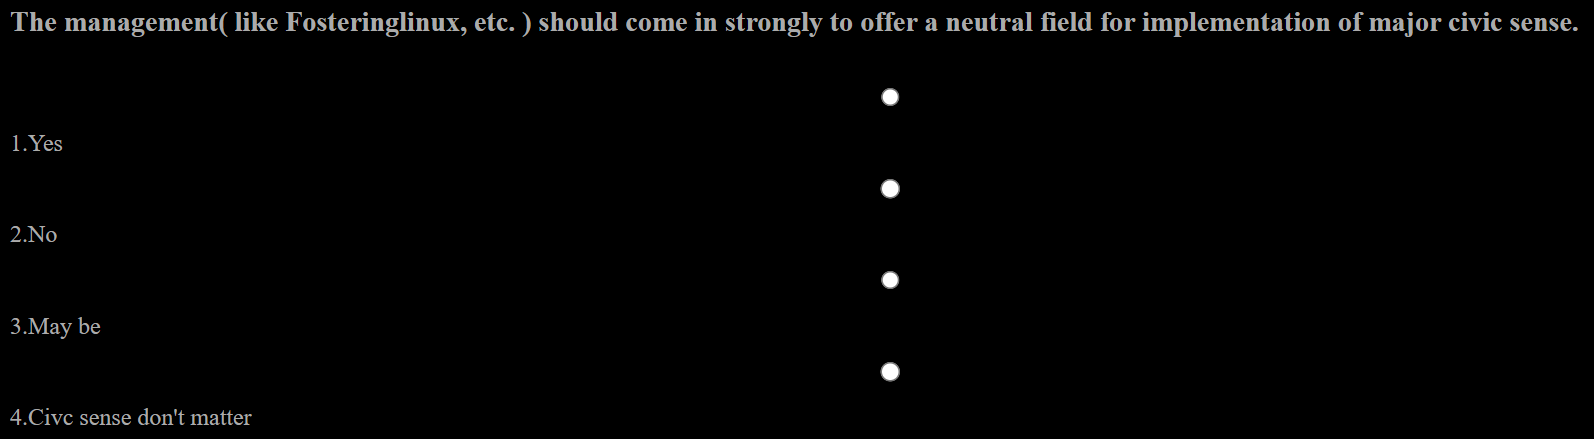 The management( like Fosteringlinux, etc. ) should come in strongly to offer a neutral field for implementation of major civic sense.
1.Yes
2.No
3.May be
4.Civc sense don't matter